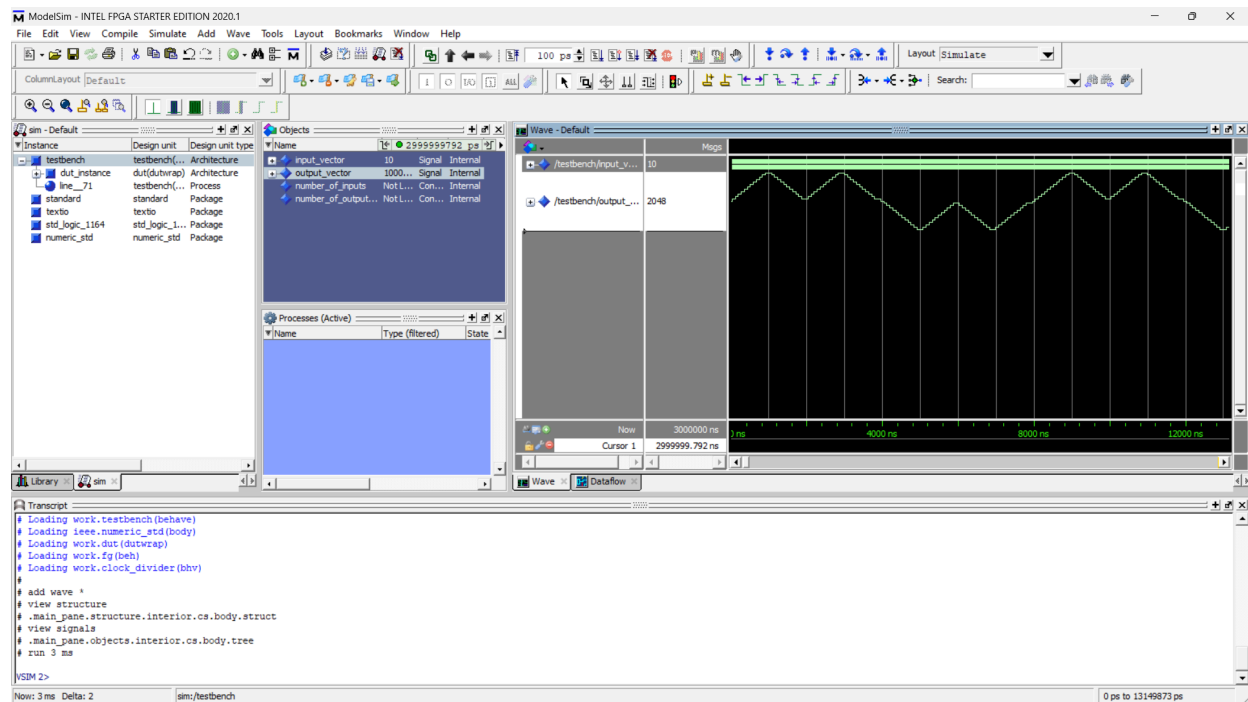 ModelSim - INTEL FPGA STARTER EDITION 2020.1
File Edit View Compile Simulate Add Wave Tools Layout Bookmarks Window Help
100 ps
Layout Simulate
ColumnLayout Default
ALL
Search:
sim - Default
Instance Design unit Design unit type
testbench testbench(... Architecture
dut_instance dut(dutwrap) Architecture
line__71 testbench(... Process
standard standard Package
textio textio Package
std_logic_1164 std_logic_1... Package
numeric_std numeric_std Package
Library sim
Objects
Name 2999999792 ps
input_vector 10 Signal Internal
output_vector 1000... Signal Internal
number_of_inputs Not L... Con... Internal
number_of_output... Not L... Con... Internal
Processes (Active)
Name Type (filtered) State
Wave - Default
Msgs
/testbench/input_v... 10
/testbench/output_... 2048
Now 3000000 ns
Cursor 1 2999999.792 ns
ns 4000 ns 8000 ns 12000 ns
Wave Dataflow
Transcript
# Loading work.testbench(behave)
# Loading ieee.numeric_std(body)
# Loading work.dut(dutwrap)
# Loading work.fg(beh)
# Loading work.clock_divider(bhv)
#
# add wave *
# view structure
# .main_pane.structure.interior.cs.body.struct
# view signals
# .main_pane.objects.interior.cs.body.tree
# run 3 ms
VSIM 2>
Now: 3 ms Delta: 2 sim:/testbench 0 ps to 13149873 ps